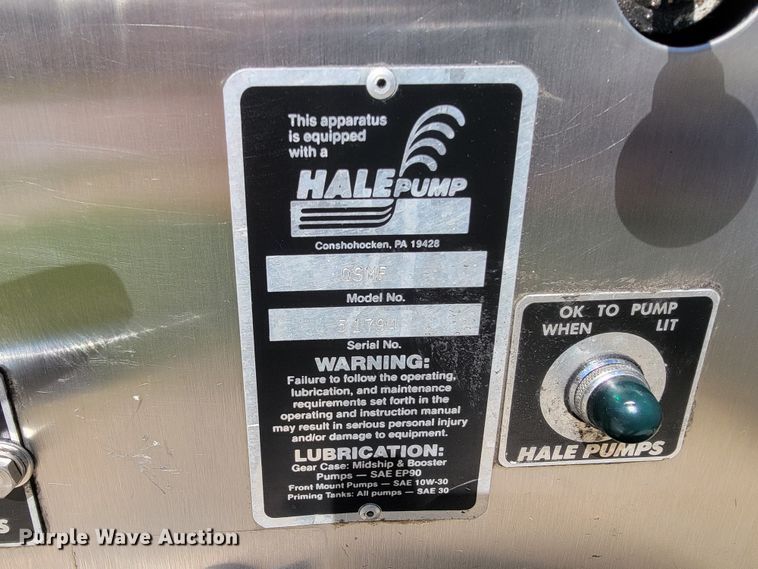 This apparatus
is equipped
with a
HALE PUMP
Conshohocken, PA 19428
QSMF
Model No.
Serial No.
WARNING:
Failure to follow the operating,
lubrication, and maintenance
requirements set forth in the
operating and instruction manual
may result in serious personal injury
and/or damage to equipment.
LUBRICATION:
Gear Case: Midship & Booster
Pumps — SAE EP90
Front Mount Pumps — SAE 10W-30
Priming Tanks: All pumps — SAE 30
OK TO PUMP
WHEN LIT
HALE PUMPS
S
Purple Wave Auction